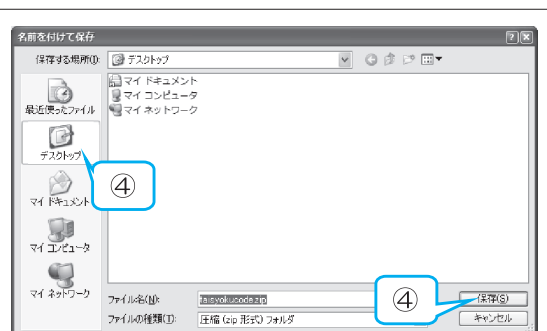 名前を付けて保存
保存する場所(I):
デスクトップ
マイ ドキュメント
マイ コンピュータ
マイ ネットワーク
最近使ったファイル
デスクトップ
④
マイ ドキュメント
マイ コンピュータ
マイ ネットワーク
ファイル名(N):
taisyokucode.zip
④
保存(S)
ファイルの種類(T):
圧縮 (zip 形式) フォルダ
キャンセル